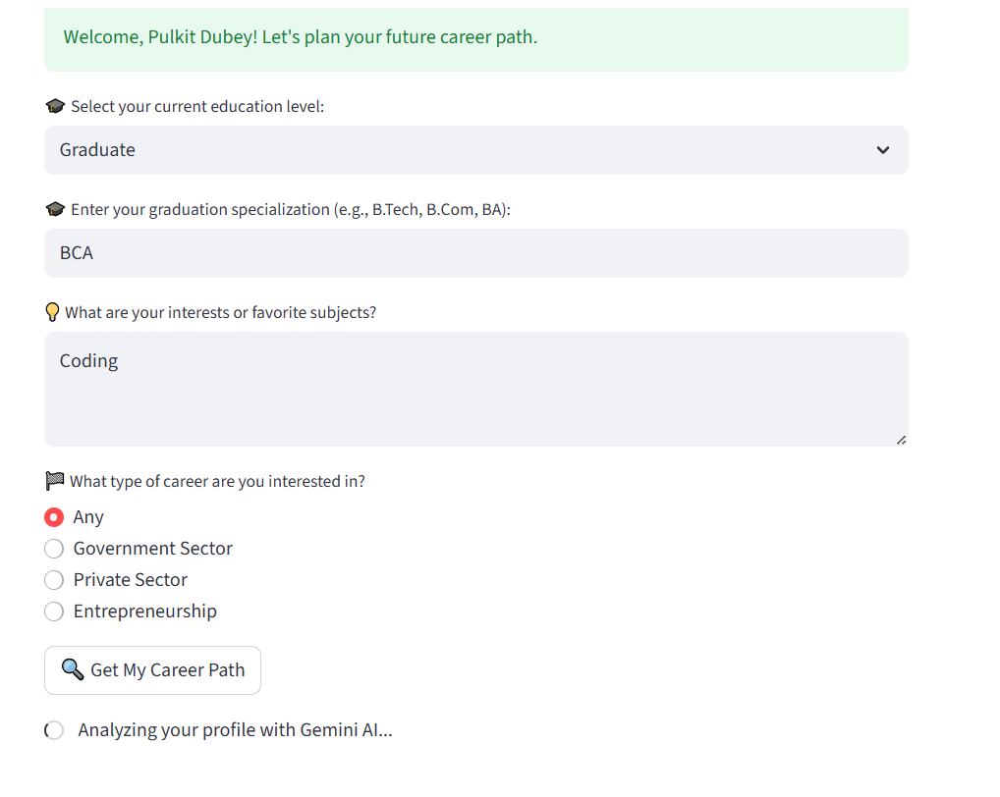 Welcome, Pulkit Dubey! Let's plan your future career path.
🎓 Select your current education level:
Graduate
🎓 Enter your graduation specialization (e.g., B.Tech, B.Com, BA):
BCA
💡 What are your interests or favorite subjects?
Coding
🏁 What type of career are you interested in?
Any
Government Sector
Private Sector
Entrepreneurship
🔍 Get My Career Path
Analyzing your profile with Gemini AI...